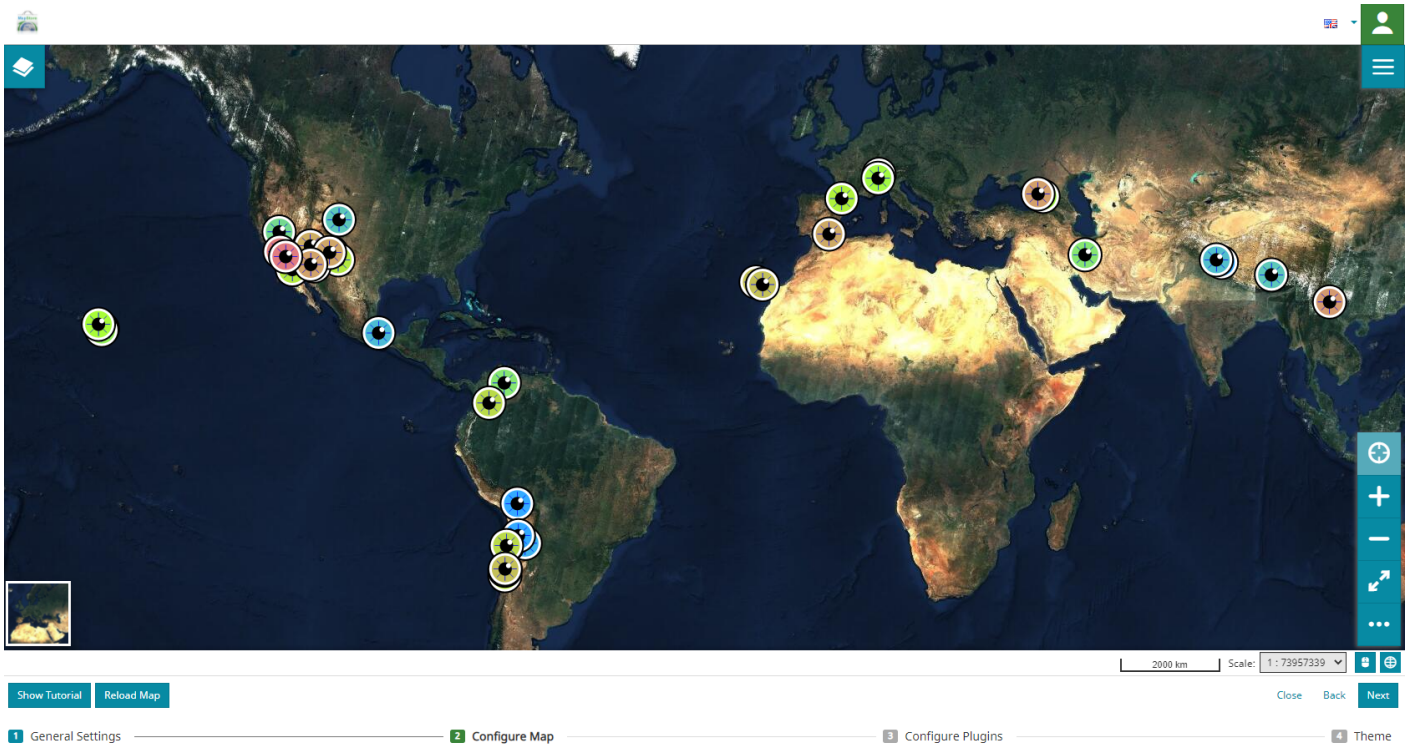 2000 km
Scale:
1 : 73957339
Show Tutorial
Reload Map
Close
Back
Next
1 General Settings
2 Configure Map
3 Configure Plugins
4 Theme